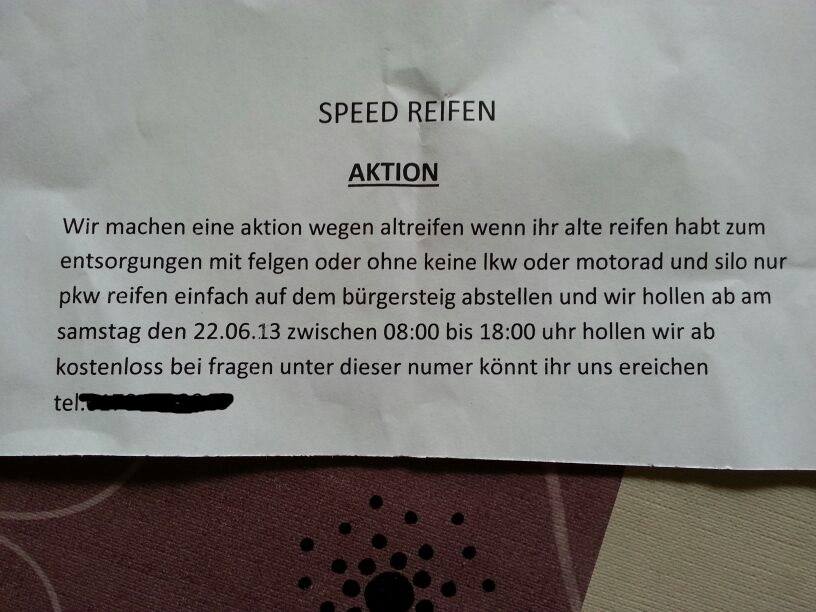 SPEED REIFEN
AKTION
Wir machen eine aktion wegen altreifen wenn ihr alte reifen habt zum
entsorgungen mit felgen oder ohne keine lkw oder motorad und silo nur
pkw reifen einfach auf dem bürgersteig abstellen und wir hollen ab am
samstag den 22.06.13 zwischen 08:00 bis 18:00 uhr hollen wir ab
kostenloss bei fragen unter dieser numer könnt ihr uns ereichen
tel.